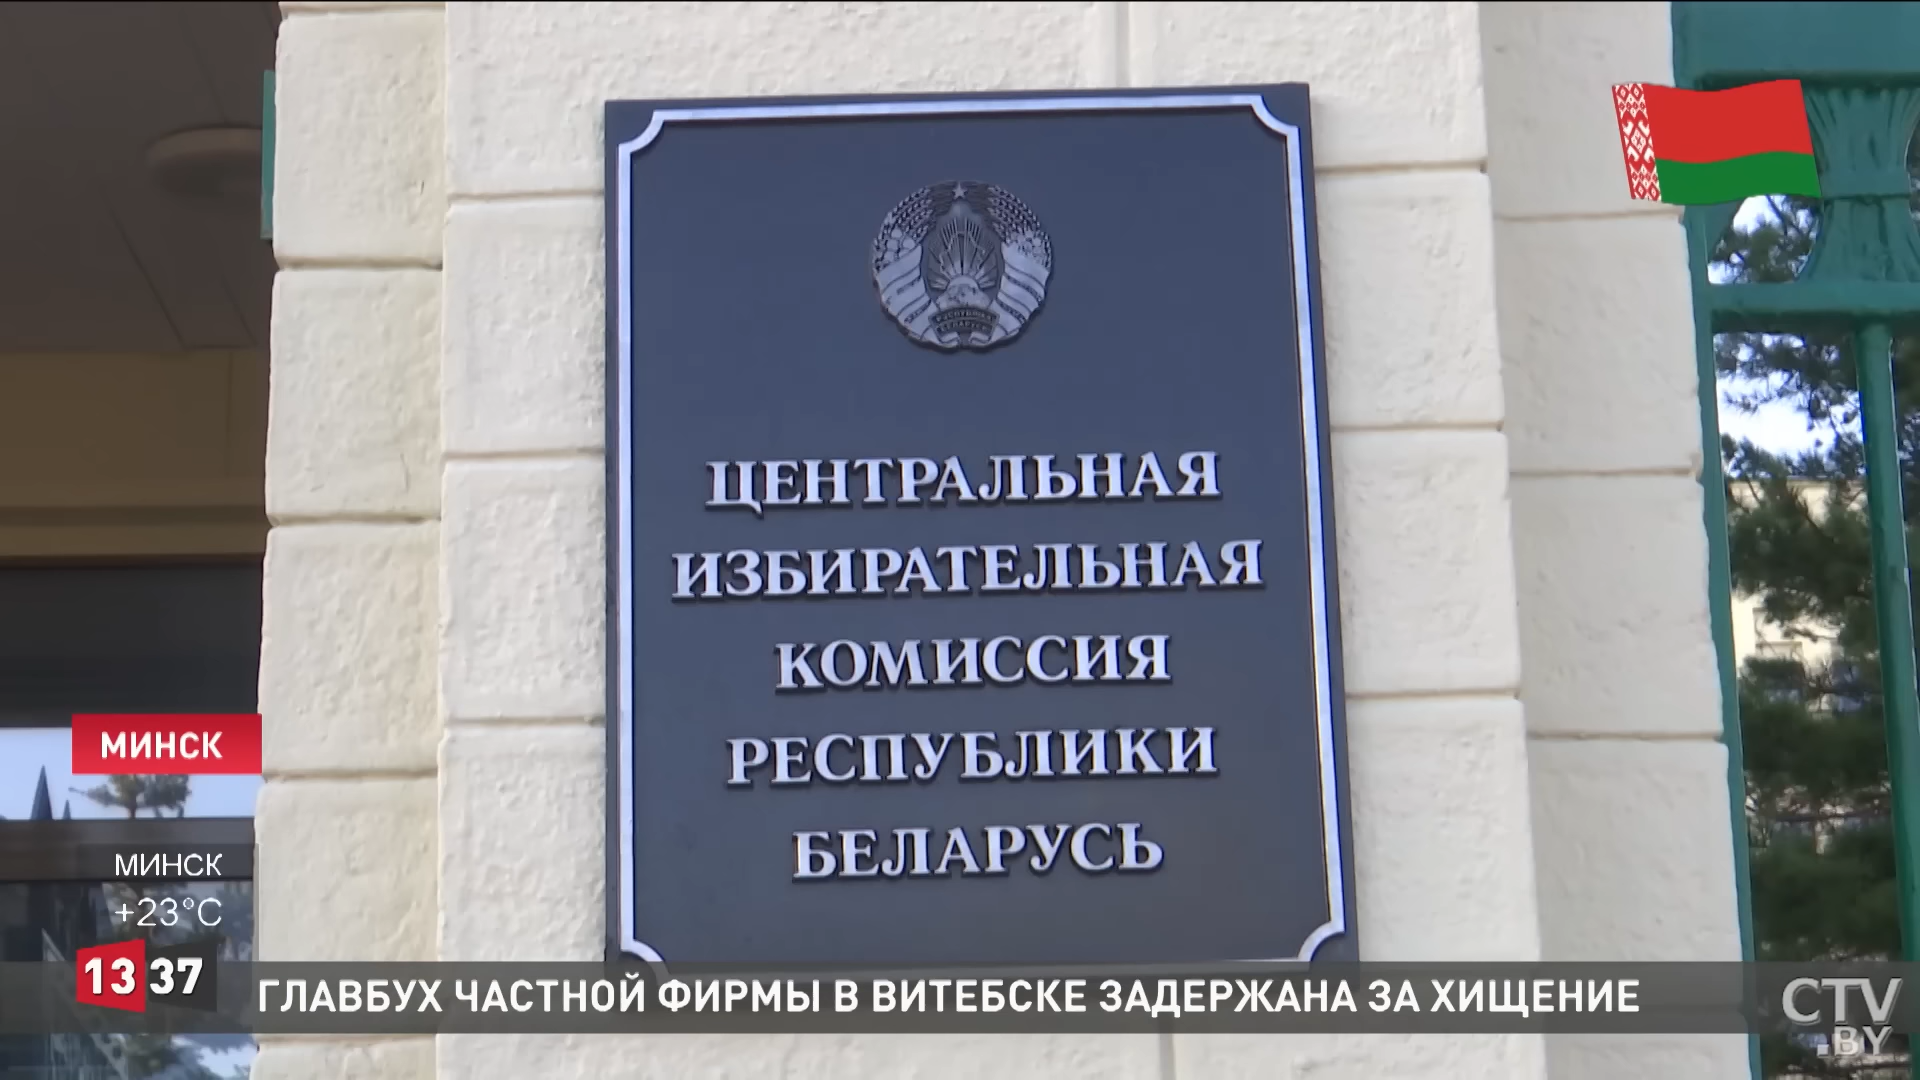 ЦЕНТРАЛЬНАЯ
ИЗБИРАТЕЛЬНАЯ
КОМИССИЯ
РЕСПУБЛИКИ
БЕЛАРУСЬ
МИНСК
МИНСК
+23°C
13 37
ГЛАВБУХ ЧАСТНОЙ ФИРМЫ В ВИТЕБСКЕ ЗАДЕРЖАНА ЗА ХИЩЕНИЕ
CTV
.BY